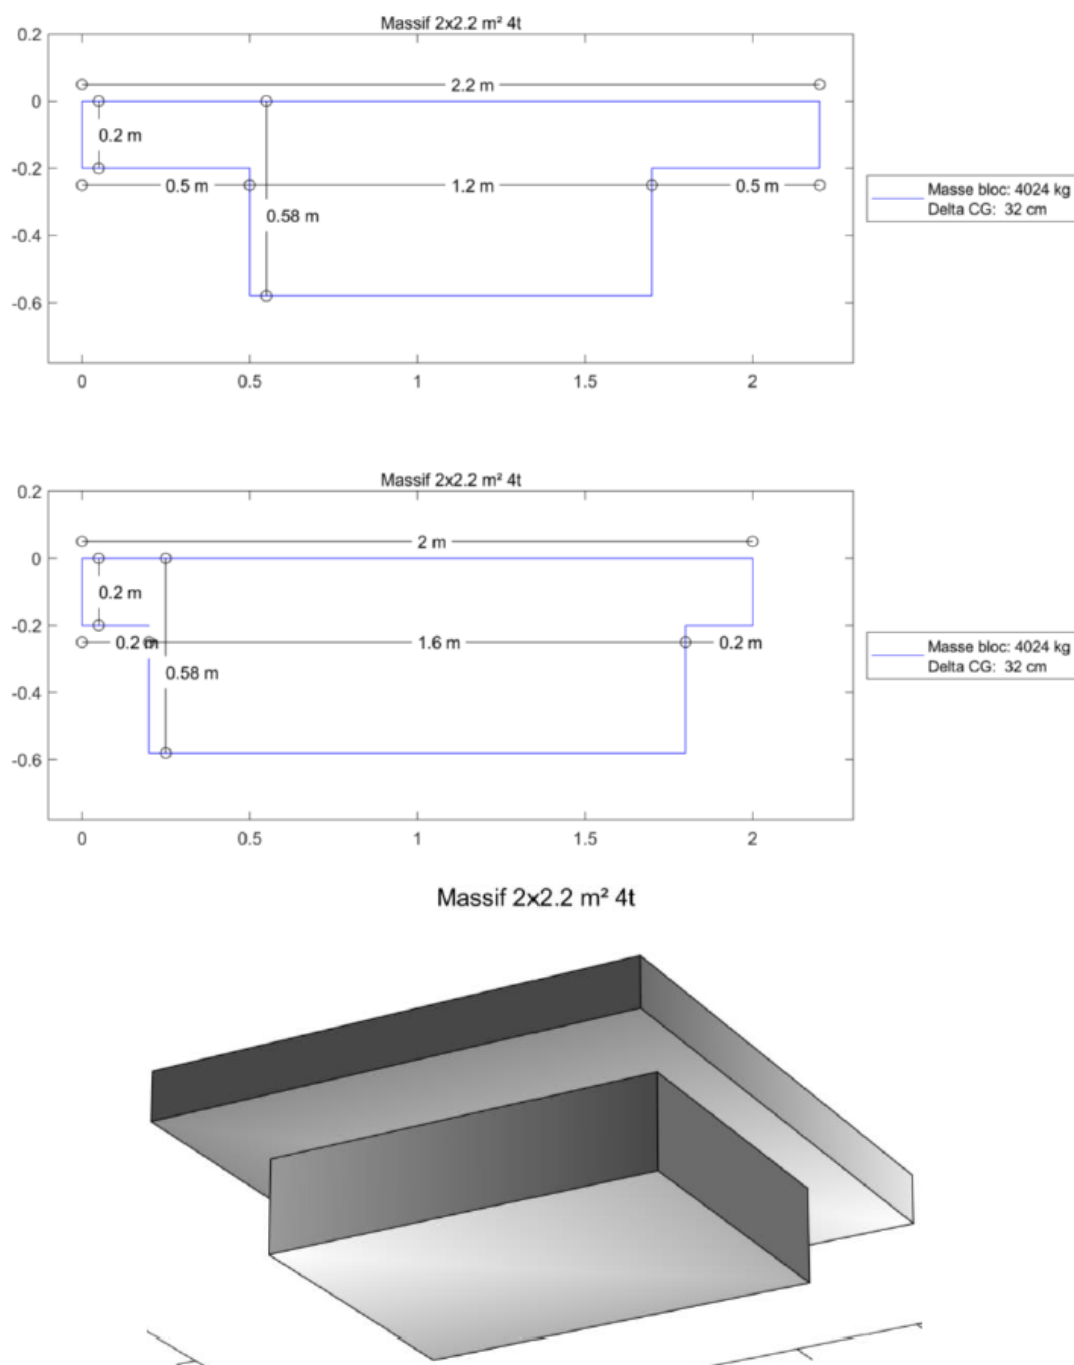 Massif 2x2.2 m² 4t
0.2
2.2 m
0
0.2 m
-0.2
0.5 m 1.2 m 0.5 m
Masse bloc: 4024 kg
0.58 m
Delta CG: 32 cm
-0.4
-0.6
0 0.5 1 1.5 2
Massif 2x2.2 m² 4t
0.2
2 m
0
0.2 m
-0.2
0.2 m 1.6 m 0.2 m
Masse bloc: 4024 kg
0.58 m
Delta CG: 32 cm
-0.4
-0.6
0 0.5 1 1.5 2
Massif 2x2.2 m² 4t